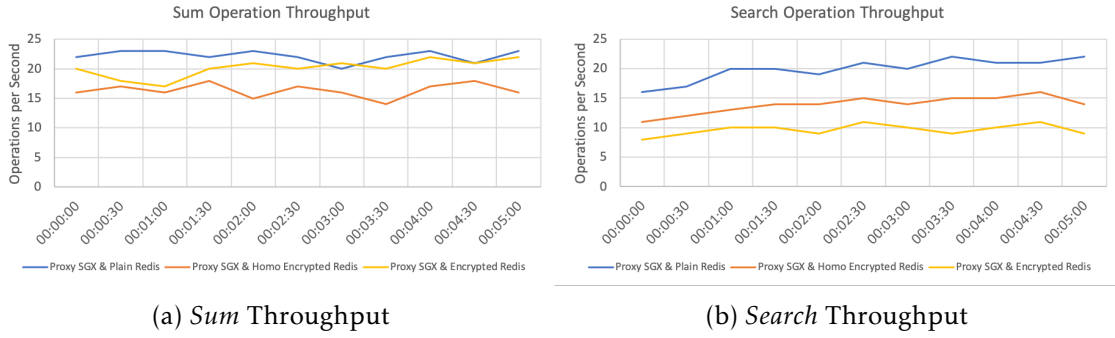 Sum Operation Throughput
Operations per Second
25
20
15
10
5
0
00:00:00 00:00:30 00:01:00 00:01:30 00:02:00 00:02:30 00:03:00 00:03:30 00:04:00 00:04:30 00:05:00
Proxy SGX & Plain Redis Proxy SGX & Homo Encrypted Redis Proxy SGX & Encrypted Redis
(a) Sum Throughput
Search Operation Throughput
Operations per Second
25
20
15
10
5
0
00:00:00 00:00:30 00:01:00 00:01:30 00:02:00 00:02:30 00:03:00 00:03:30 00:04:00 00:04:30 00:05:00
Proxy SGX & Plain Redis Proxy SGX & Homo Encrypted Redis Proxy SGX & Encrypted Redis
(b) Search Throughput